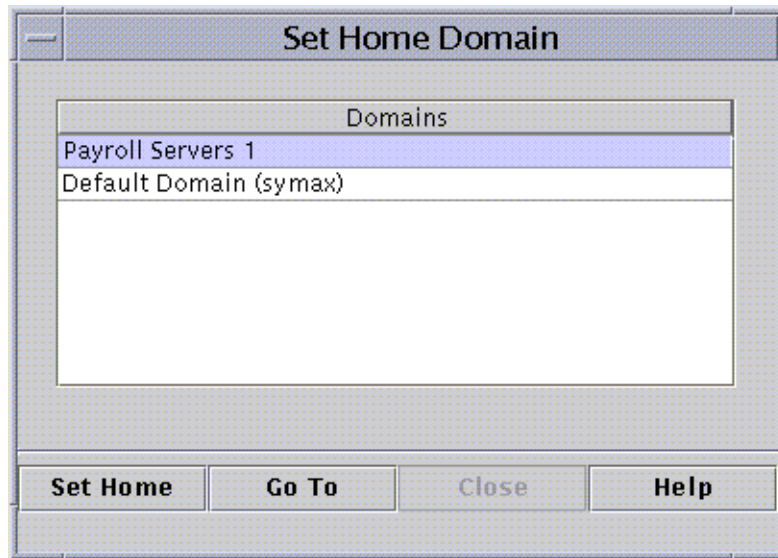 Set Home Domain
Domains
Payroll Servers 1
Default Domain (symax)
Set Home Go To Close Help